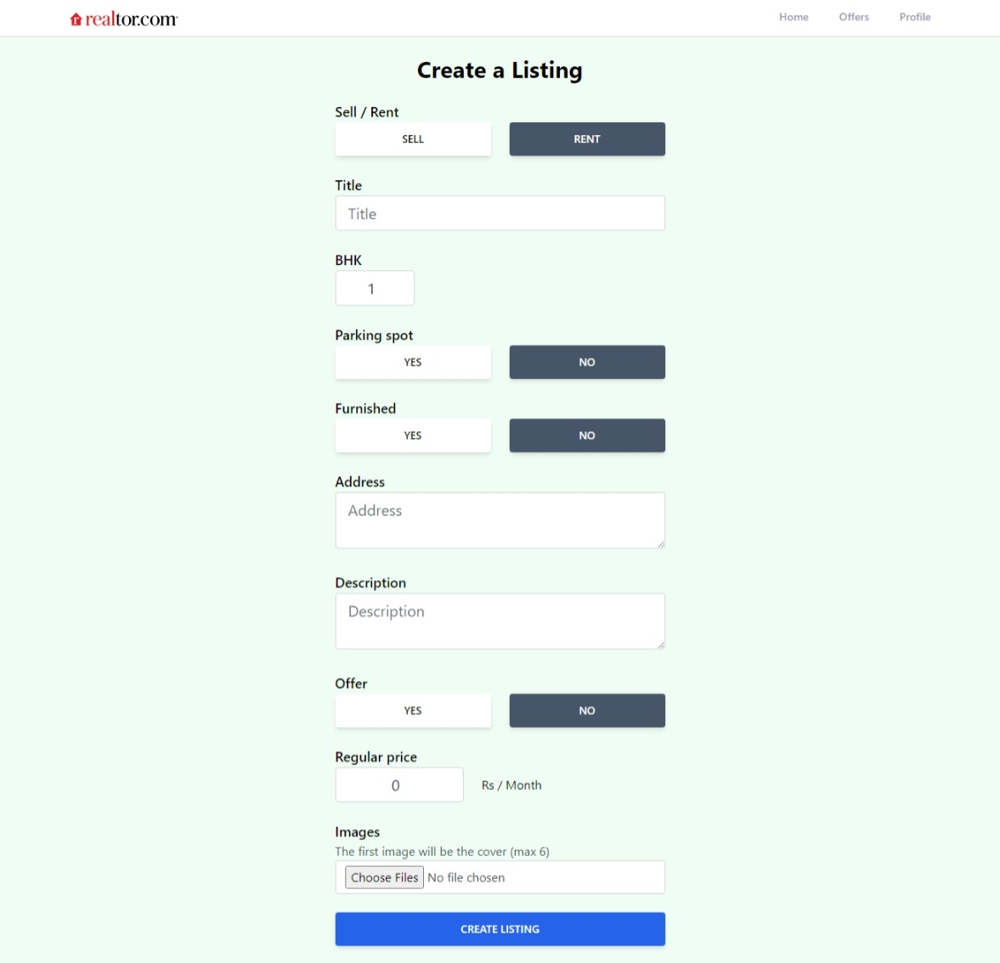 realtor.com
Home Offers Profile
Create a Listing
Sell / Rent
SELL RENT
Title
Title
BHK
1
Parking spot
YES NO
Furnished
YES NO
Address
Address
Description
Description
Offer
YES NO
Regular price
0 Rs / Month
Images
The first image will be the cover (max 6)
Choose Files No file chosen
CREATE LISTING